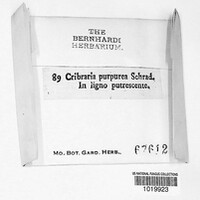 THE
BERNHARDI
HERBARIUM.
89 Cribraria purpurea Schrad.
In ligno putrescente.
MO. BOT. GARD. HERB.
67612
1019923